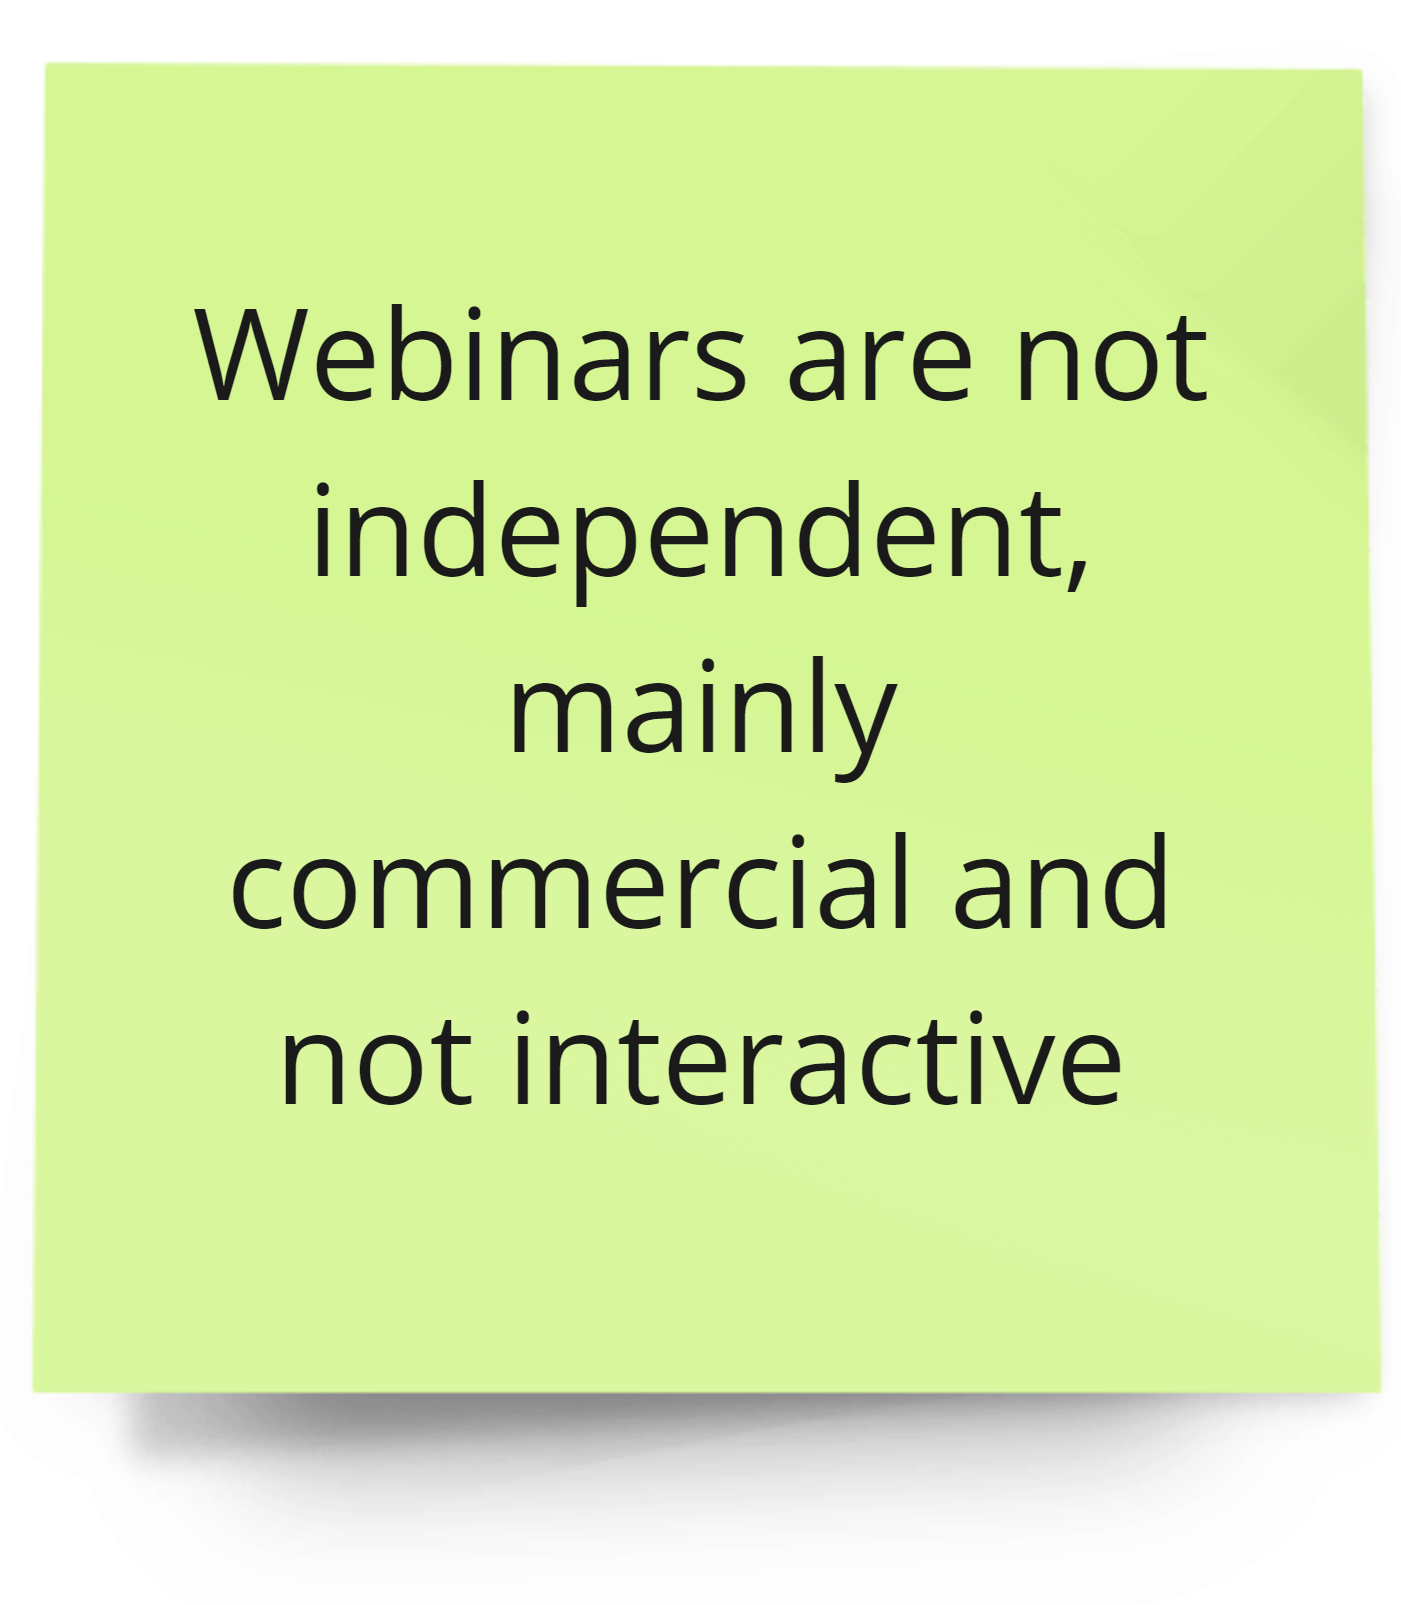 Webinars are not
independent,
mainly
commercial and
not interactive